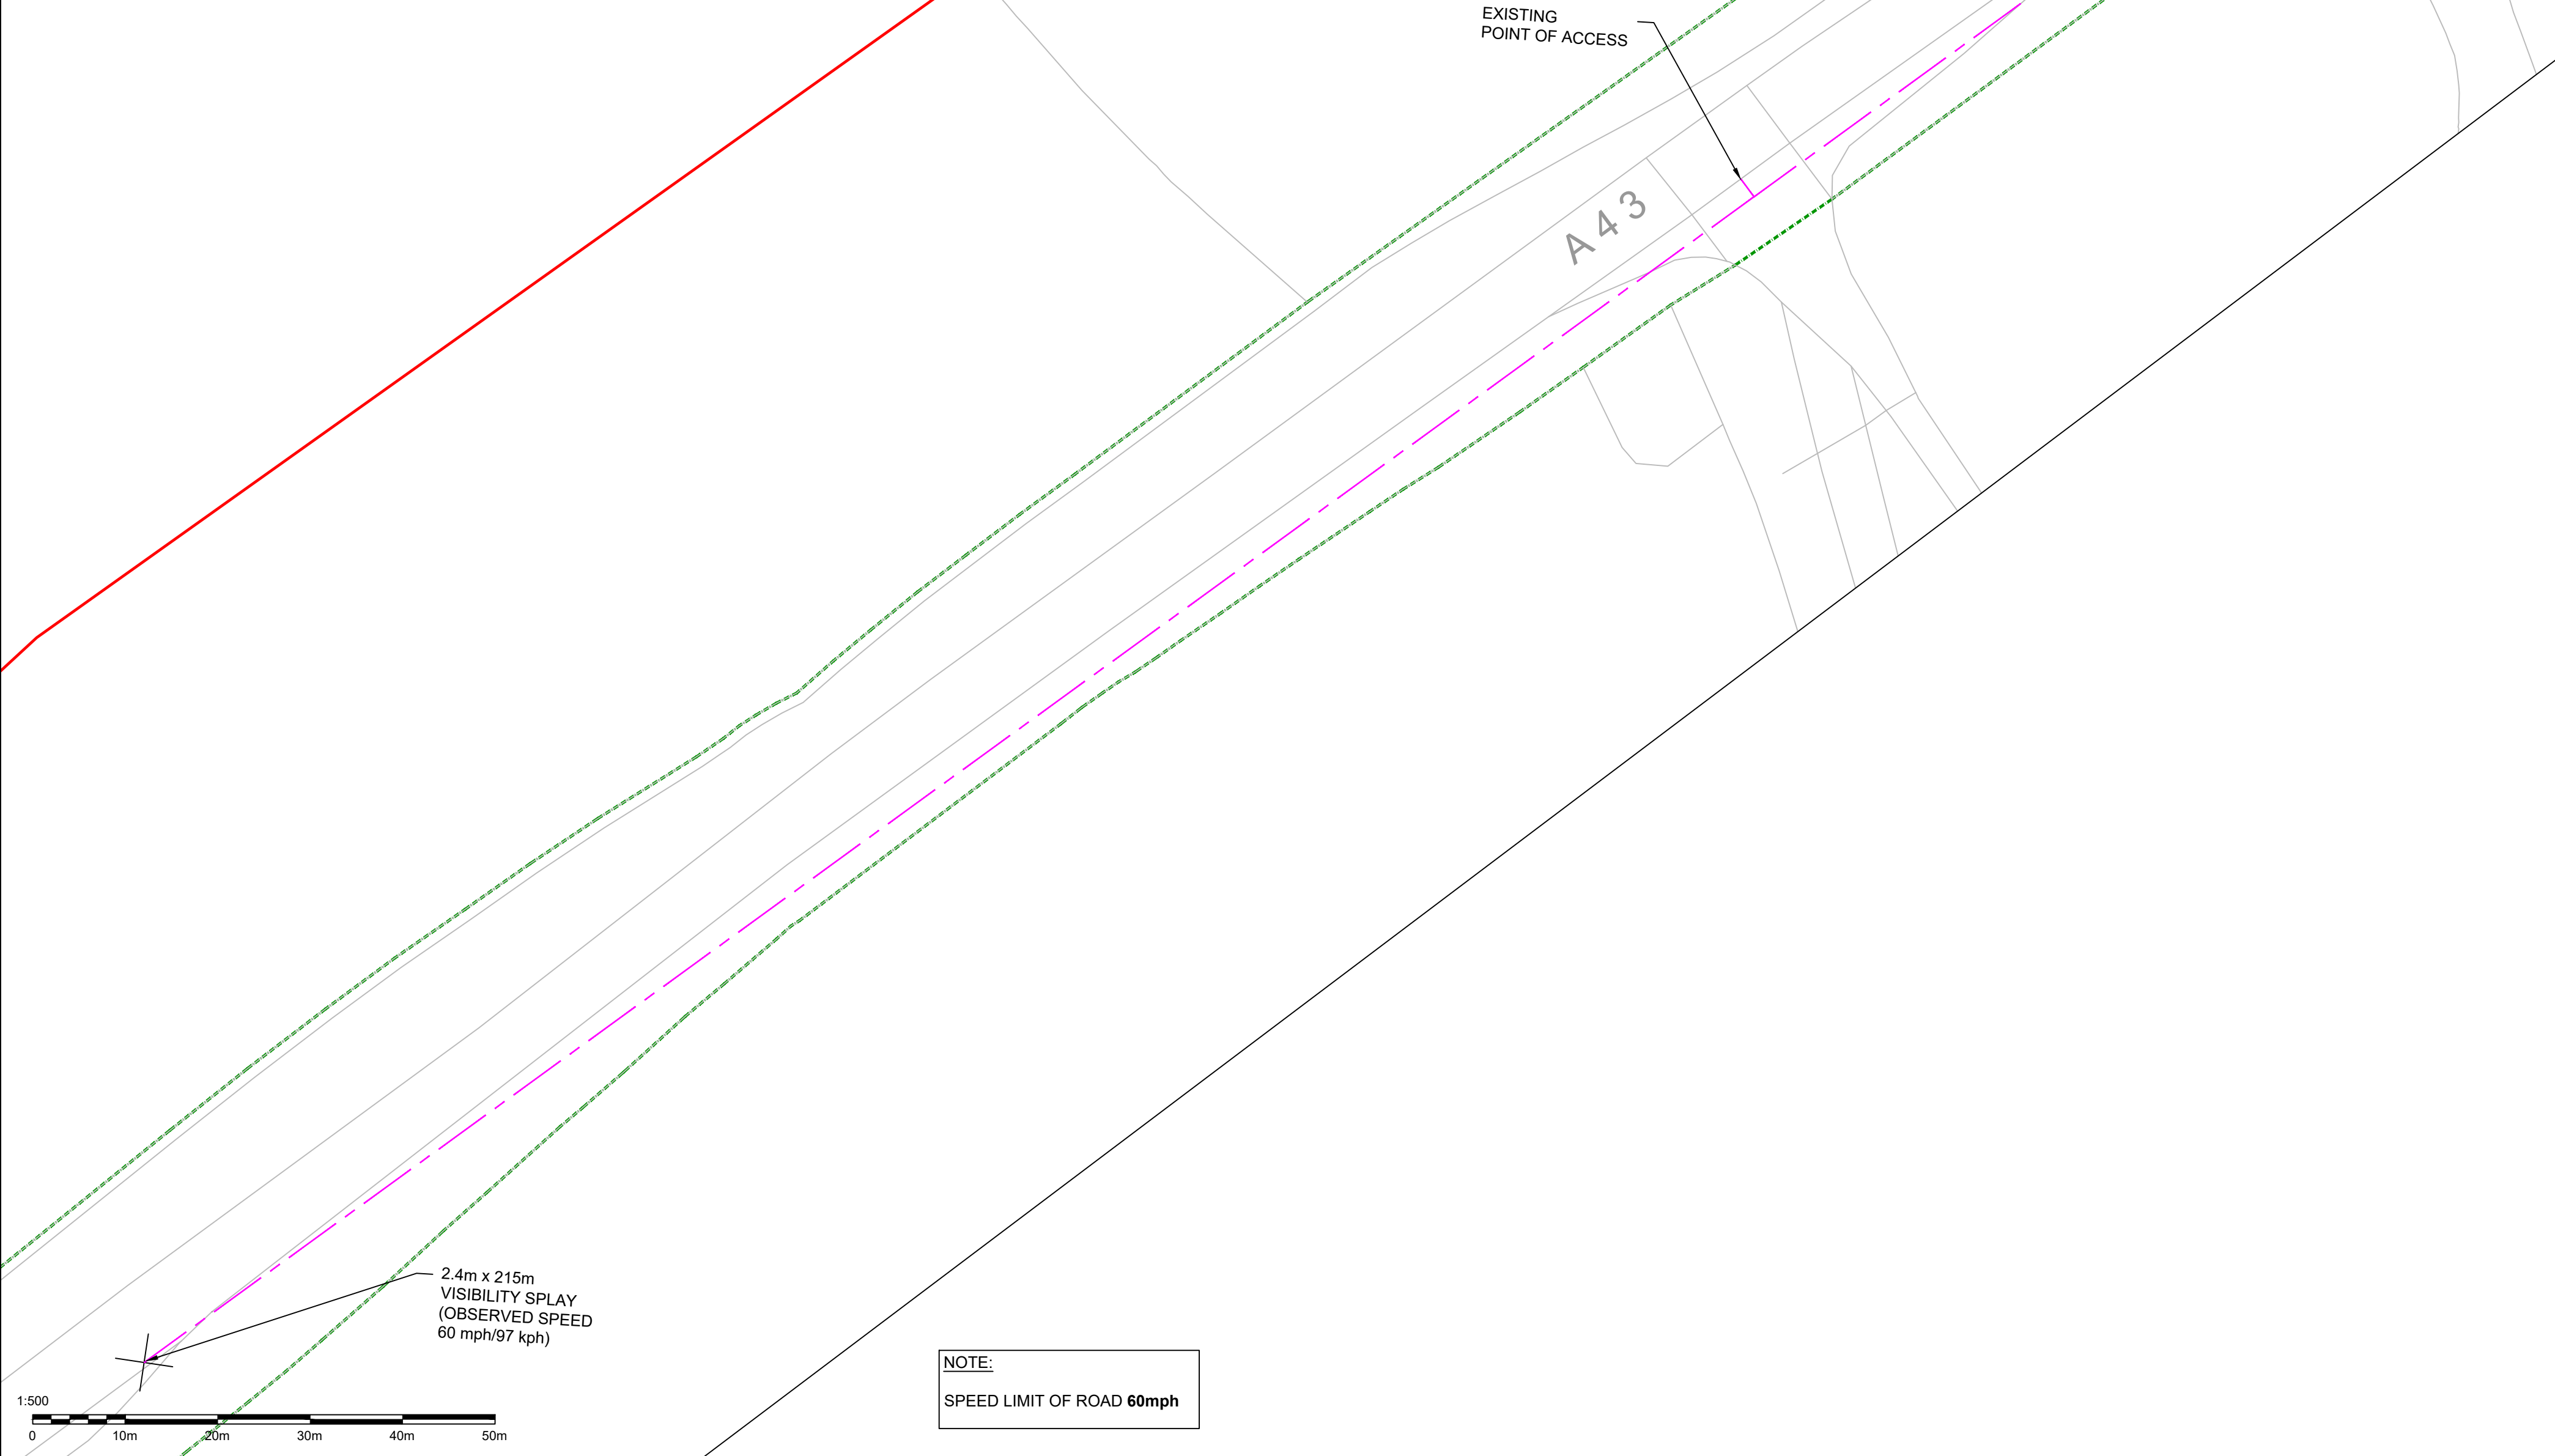 EXISTING
POINT OF ACCESS
A43
2.4m x 215m
VISIBILITY SPLAY
(OBSERVED SPEED
60 mph/97 kph)
NOTE:
SPEED LIMIT OF ROAD 60mph
1:500
0 10m 20m 30m 40m 50m